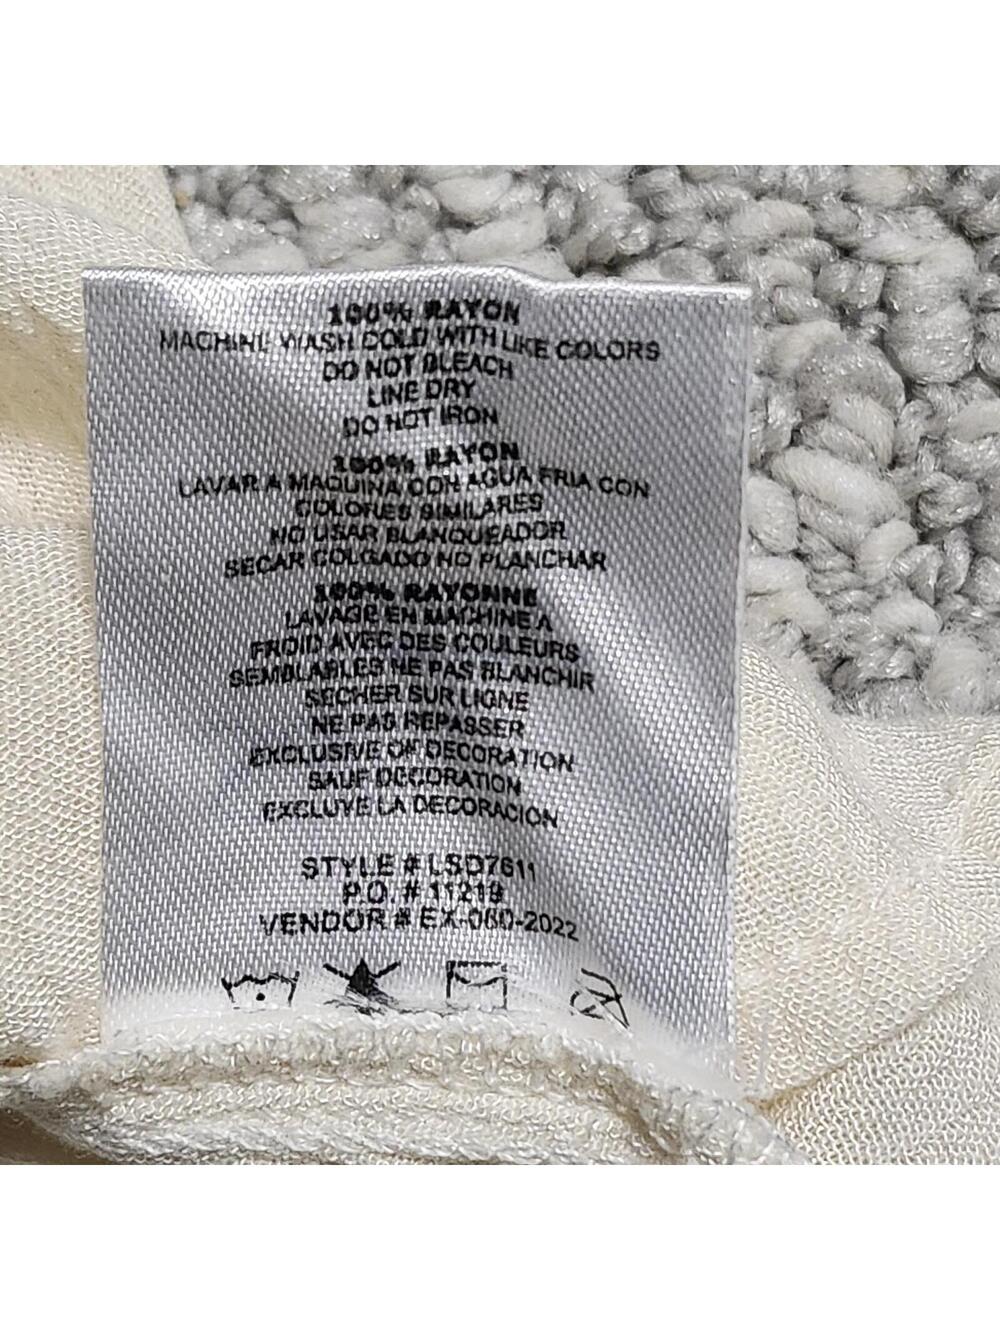 100% RAYON
MACHINE WASH COLD WITH LIKE COLORS
DO NOT BLEACH
LINE DRY
DO NOT IRON
100% RAYON
LAVAR A MAQUINA CON AGUA FRIA CON
COLORES SIMILARES
NO USAR BLANQUEADOR
SECAR COLGADO NO PLANCHAR
100% RAYONNE
LAVAGE EN MACHINE A
FROID AVEC DES COULEURS
SEMBLABLES NE PAS BLANCHIR
SECHER SUR LIGNE
NE PAS REPASSER
EXCLUSIVE OF DECORATION
SAUF DECORATION
EXCLUYE LA DECORACION
STYLE # LSD7611
P.O. # 11219
VENDOR # EX-060-2022